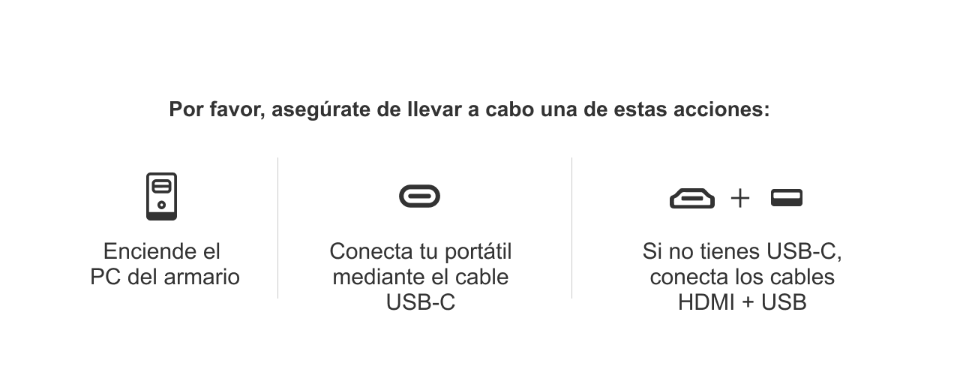 Por favor, asegúrate de llevar a cabo una de estas acciones:
Enciende el
PC del armario
Conecta tu portátil
mediante el cable
USB-C
Si no tienes USB-C,
conecta los cables
HDMI + USB